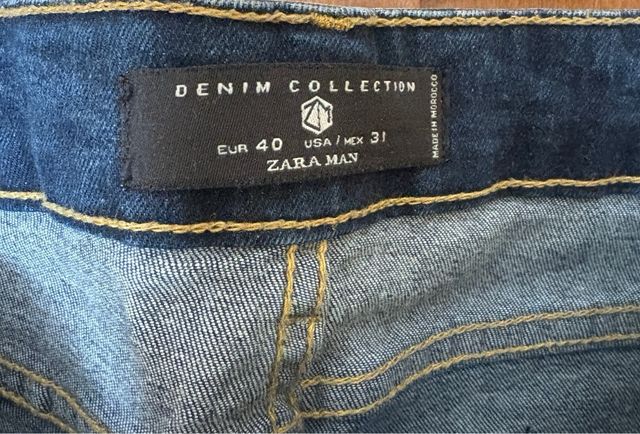 DENIM COLLECTION
EUR 40 USA / MEX 31
ZARA MAN
MADE IN MOROCCO